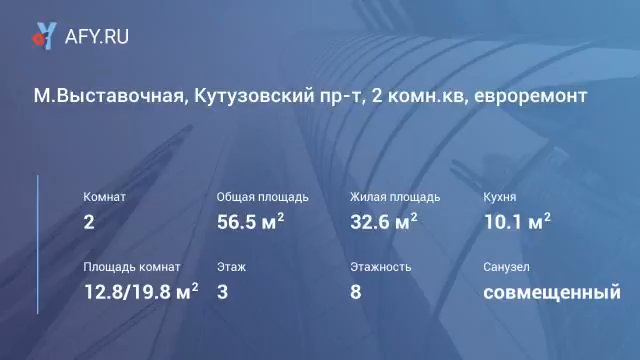 AFY.RU
М.Выставочная, Кутузовский пр-т, 2 комн.кв, евроремонт
Комнат Общая площадь Жилая площадь Кухня
2 56.5 м² 32.6 м² 10.1 м²
Площадь комнат Этаж Этажность Санузел
12.8/19.8 м² 3 8 совмещенный